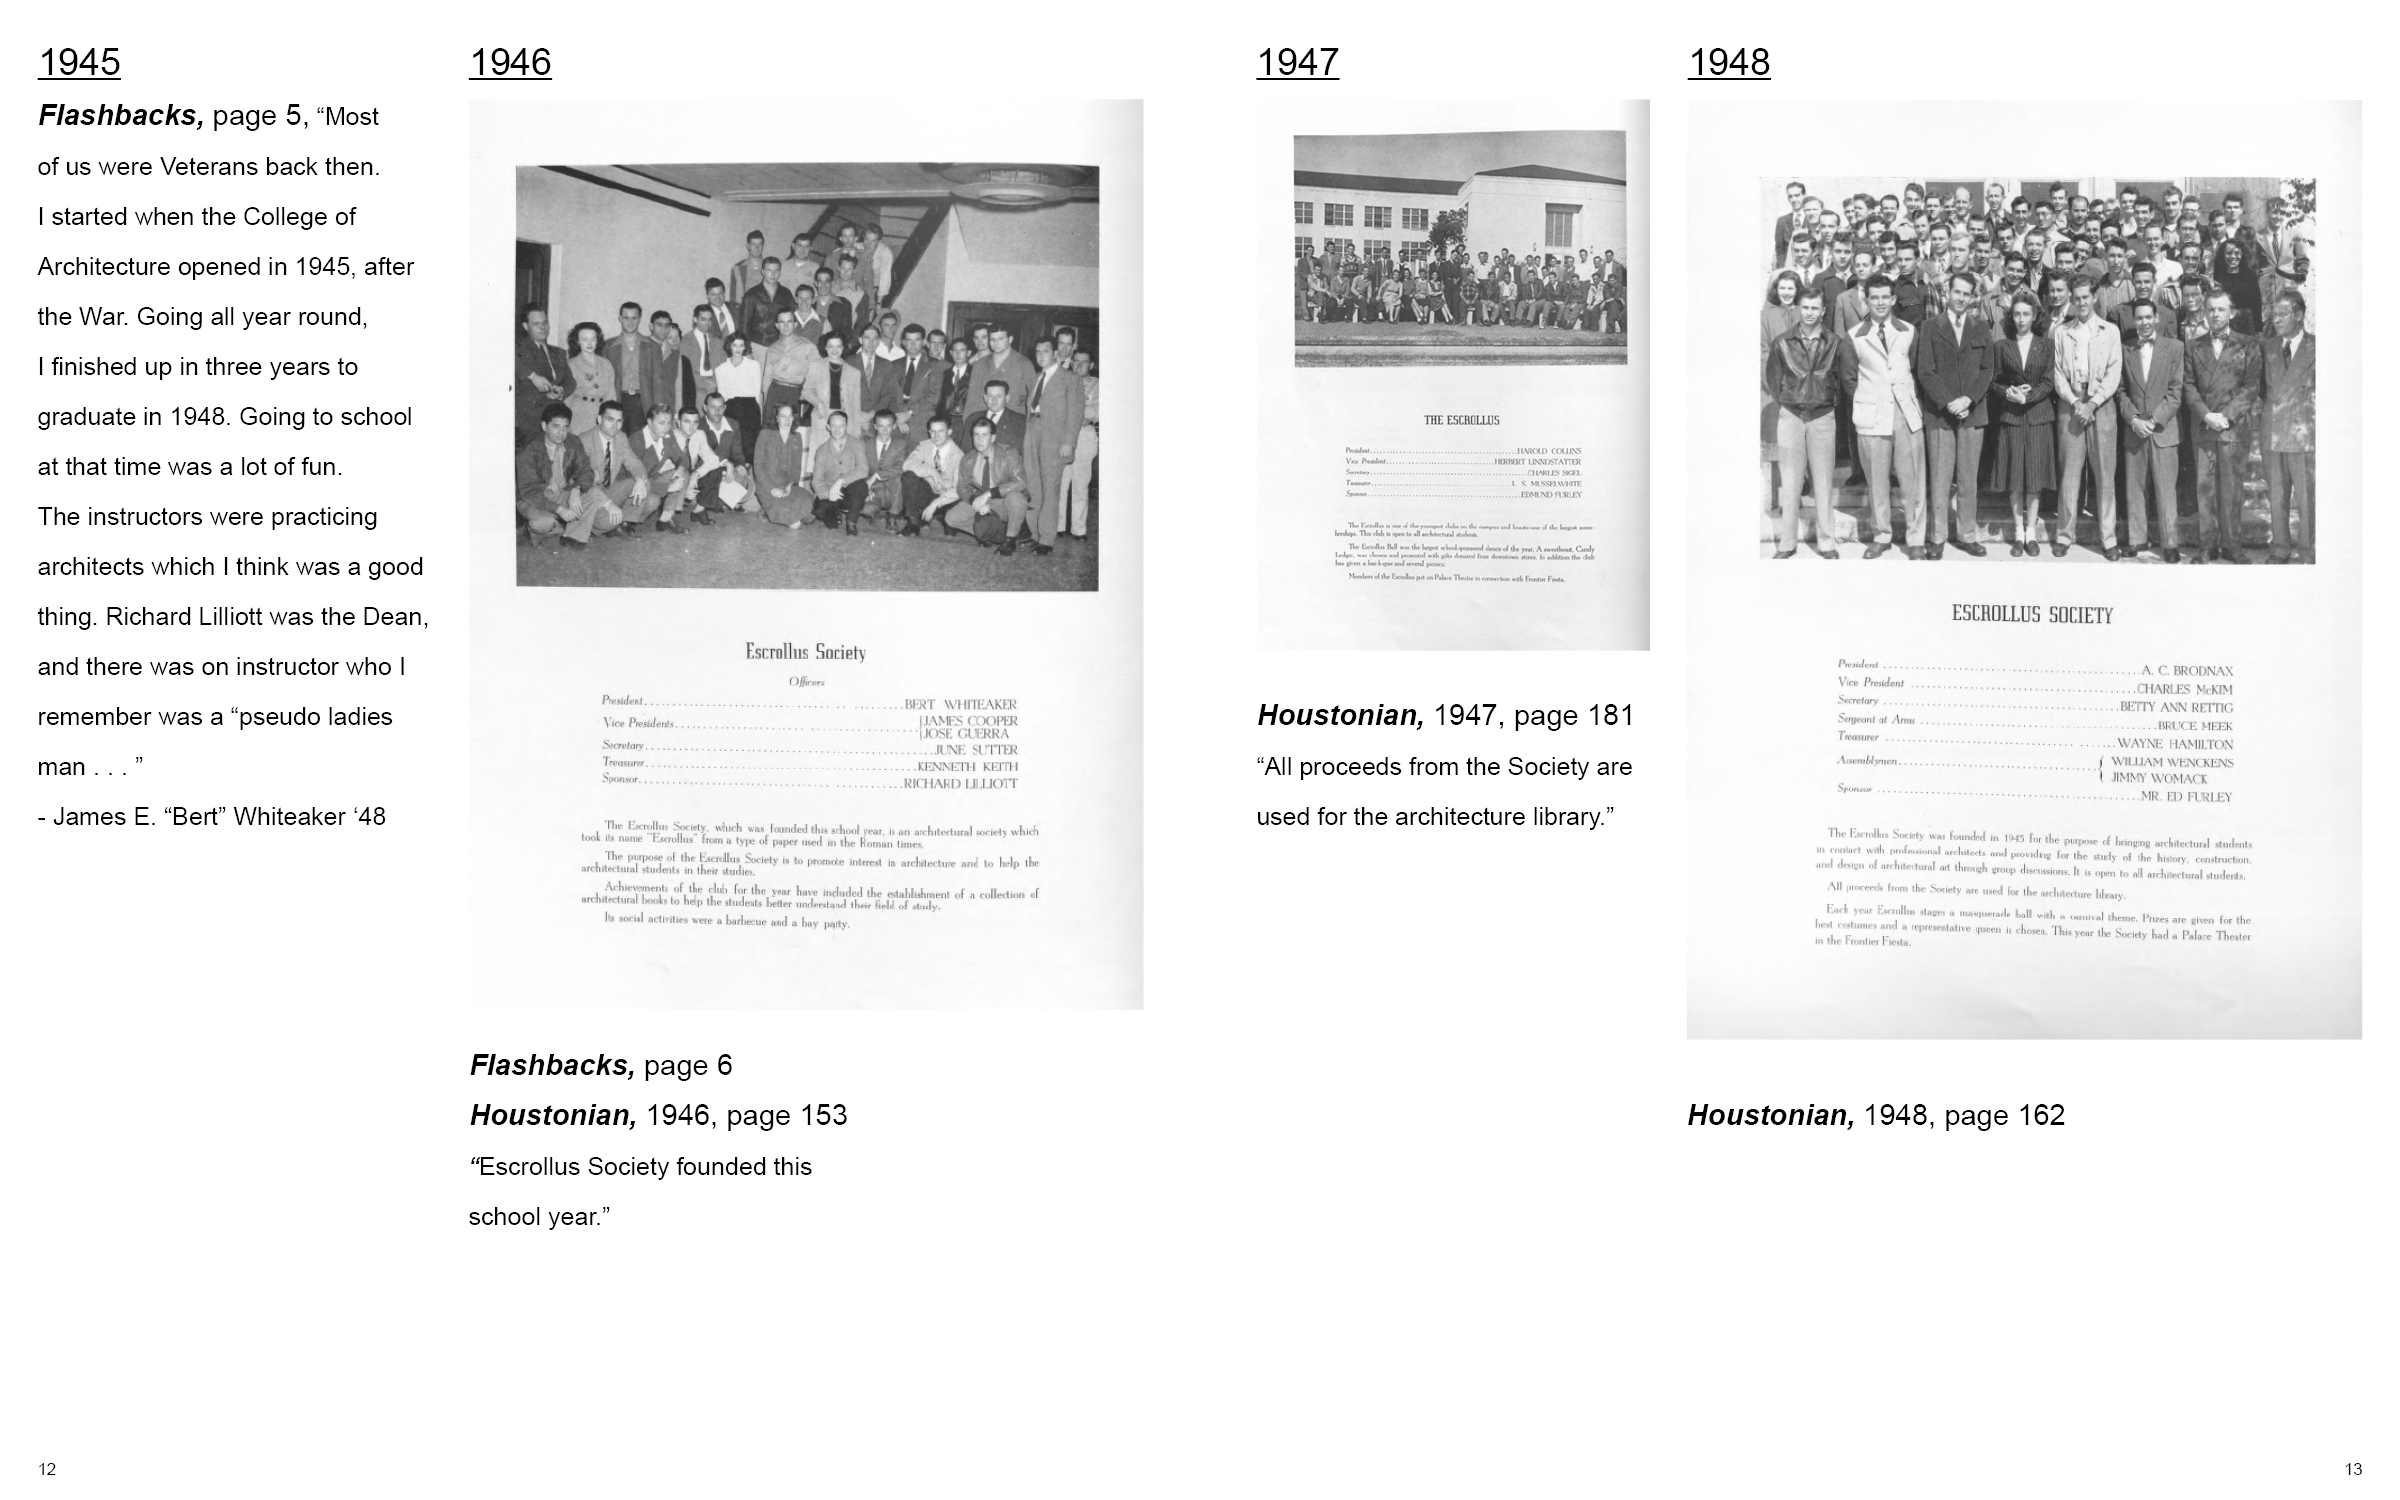 1945
Flashbacks, page 5, “Most
of us were Veterans back then.
I started when the College of
Architecture opened in 1945, after
the War. Going all year round,
I finished up in three years to
graduate in 1948. Going to school
at that time was a lot of fun.
The instructors were practicing
architects which I think was a good
thing. Richard Lilliott was the Dean,
and there was on instructor who I
remember was a “pseudo ladies
man . . . ”
- James E. “Bert” Whiteaker ‘48
1946
Escrollus Society
Officers
President BERT WHITEAKER
Vice Presidents JAMES COOPER
JOSE GUERRA
Secretary JUNE SUTTER
Treasurer KENNETH KEITH
Sponsor RICHARD LILLIOTT
The Escrollus Society, which was founded this school year, is an architectural society which
took its name "Escrollus" from a type of paper used in the Roman times.
The purpose of the Escrollus Society is to promote interest in architecture and to help the
architectural students in their studies.
Achievements of the club for the year have included the establishment of a collection of
architectural books to help the students better understand their field of study.
Its social activities were a barbecue and a hay party.
Flashbacks, page 6
Houstonian, 1946, page 153
“Escrollus Society founded this
school year.”
12
1947
THE ESCROLLUS
President HAROLD COLLINS
Vice President HERBERT LINNDSTATTER
Secretary CHARLES SIGEL
Treasurer L. S. MUSSELWHITE
Sponsor EDMUND FURLEY
The Escrollus is one of the youngest clubs on the campus and boasts one of the largest mem-
berships. This club is open to all architectural students.
The Escrollus Ball was the largest school-sponsored dance of the year. A sweetheart, Candy
Ledger, was chosen and presented with gifts donated from downtown stores. In addition the club
has given a bar-b-que and several picnics.
Members of the Escrollus put on Palace Theatre in connection with Frontier Fiesta.
Houstonian, 1947, page 181
“All proceeds from the Society are
used for the architecture library.”
1948
ESCROLLUS SOCIETY
President A. C. BRODNAX
Vice President CHARLES McKIM
Secretary BETTY ANN RETTIG
Sergeant at Arms BRUCE MEEK
Treasurer WAYNE HAMILTON
Assemblymen WILLIAM WENCKENS
JIMMY WOMACK
Sponsor MR. ED FURLEY
The Escrollus Society was founded in 1945 for the purpose of bringing architectural students
in contact with professional architects and providing for the study of the history, construction,
and design of architectural art through group discussions. It is open to all architectural students.
All proceeds from the Society are used for the architecture library.
Each year Escrollus stages a masquerade ball with a carnival theme. Prizes are given for the
best costumes and a representative queen is chosen. This year the Society had a Palace Theater
in the Frontier Fiesta.
Houstonian, 1948, page 162
13